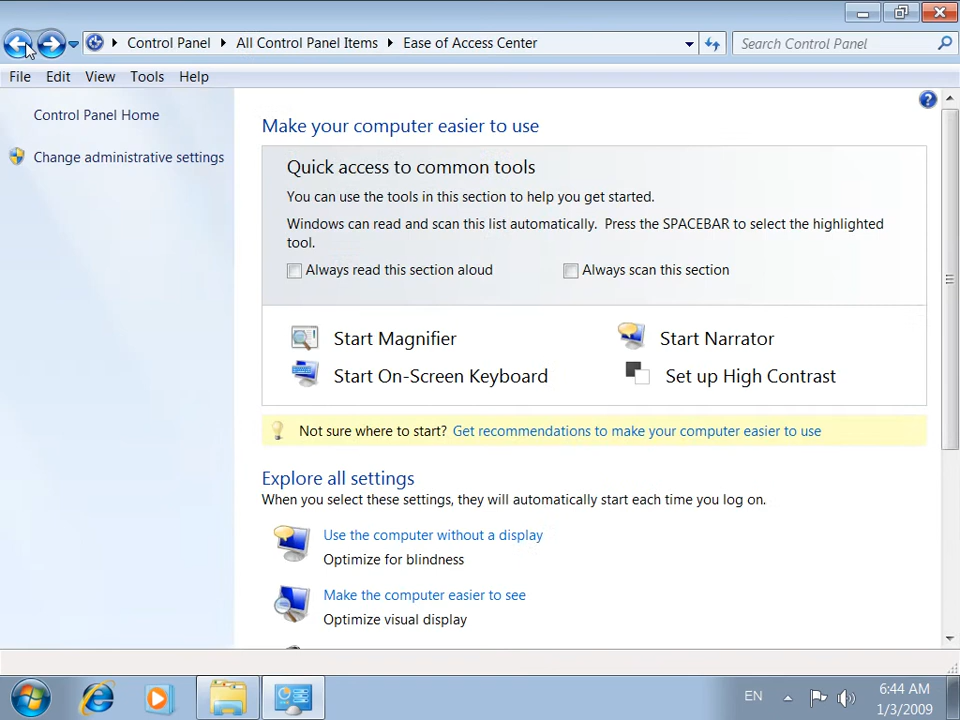 Control Panel All Control Panel Items Ease of Access Center Search Control Panel
File Edit View Tools Help
Control Panel Home
Change administrative settings
Make your computer easier to use
Quick access to common tools
You can use the tools in this section to help you get started.
Windows can read and scan this list automatically. Press the SPACEBAR to select the highlighted
tool.
Always read this section aloud Always scan this section
Start Magnifier Start Narrator
Start On-Screen Keyboard Set up High Contrast
Not sure where to start? Get recommendations to make your computer easier to use
Explore all settings
When you select these settings, they will automatically start each time you log on.
Use the computer without a display
Optimize for blindness
Make the computer easier to see
Optimize visual display
EN 6:44 AM
1/3/2009